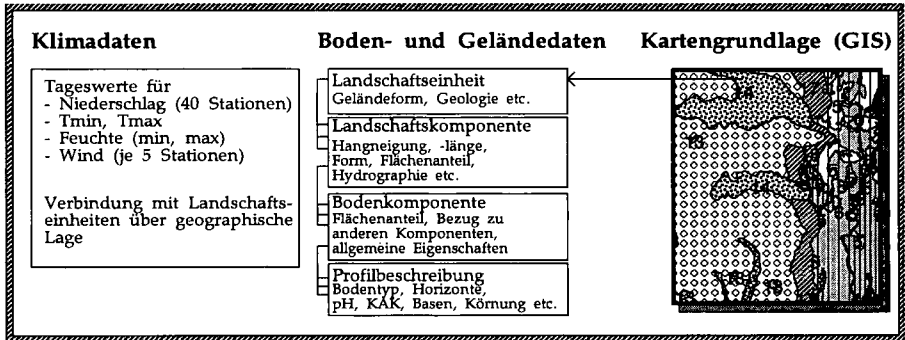 Klimadaten
Tageswerte für
- Niederschlag (40 Stationen)
- Tmin, Tmax
- Feuchte (min, max)
- Wind (je 5 Stationen)
Verbindung mit Landschafts-
einheiten über geographische
Lage
Boden- und Geländedaten
Landschaftseinheit
Geländeform, Geologie etc.
Landschaftskomponente
Hangneigung, -länge,
Form, Flächenanteil,
Hydrographie etc.
Bodenkomponente
Flächenanteil, Bezug zu
anderen Komponenten,
allgemeine Eigenschaften
Profilbeschreibung
Bodentyp, Horizonte,
pH, KAK, Basen, Körnung etc.
Kartengrundlage (GIS)